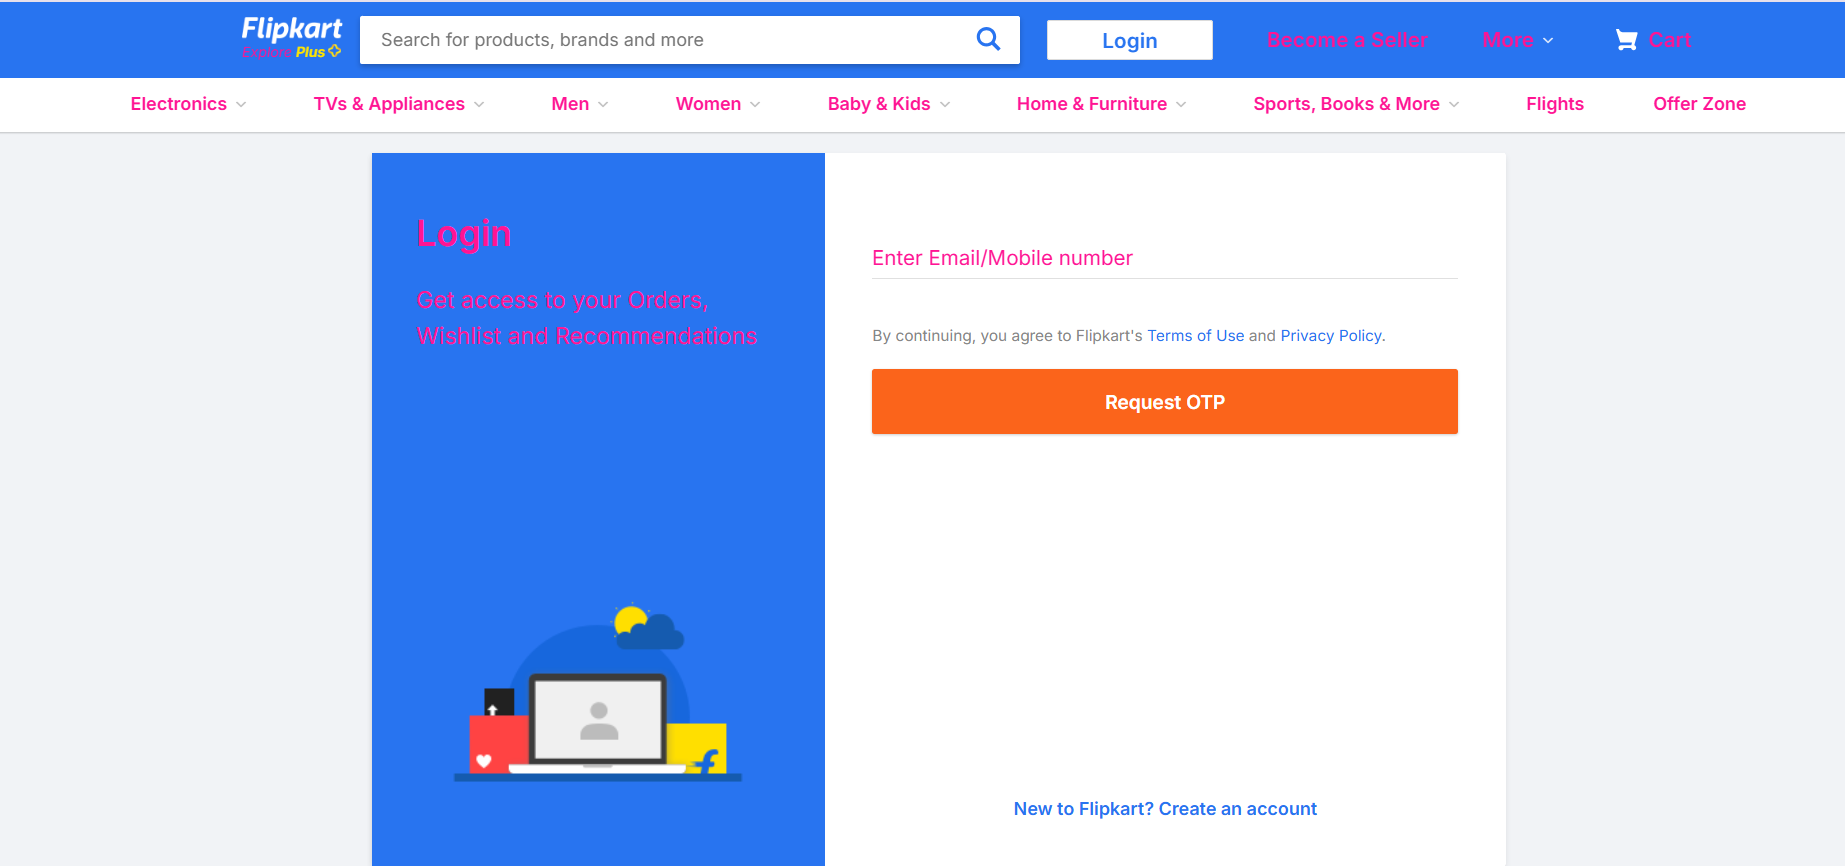 Flipkart
Explore Plus
Search for products, brands and more
Login
Become a Seller
More
Cart
Electronics
TVs & Appliances
Men
Women
Baby & Kids
Home & Furniture
Sports, Books & More
Flights
Offer Zone
Login
Get access to your Orders,
Wishlist and Recommendations
Enter Email/Mobile number
By continuing, you agree to Flipkart's Terms of Use and Privacy Policy.
Request OTP
New to Flipkart? Create an account